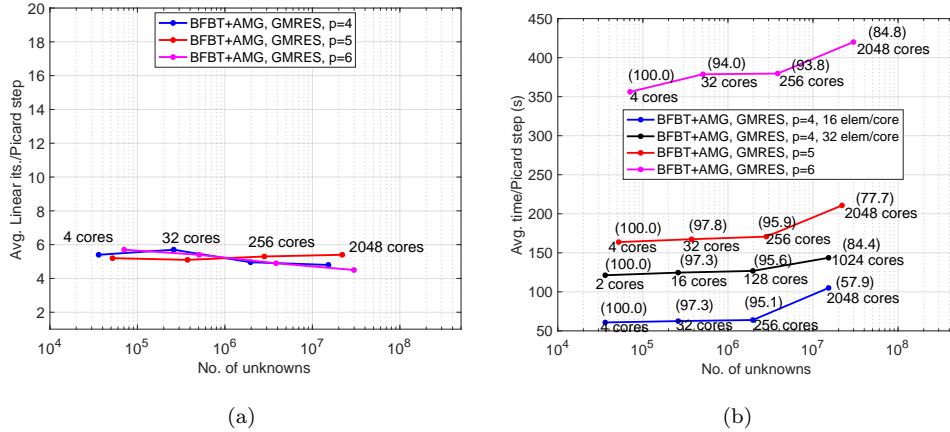 20
18
16
14
12
10
8
6
4
2
Avg. Linear its./Picard step
BFBT+AMG, GMRES, p=4
BFBT+AMG, GMRES, p=5
BFBT+AMG, GMRES, p=6
4 cores
32 cores
256 cores
2048 cores
10^4
10^5
10^6
10^7
10^8
No. of unknowns
(a)
450
400
350
300
250
200
150
100
50
Avg. time/Picard step (s)
(100.0)
4 cores
(94.0)
32 cores
(93.8)
256 cores
(84.8)
2048 cores
BFBT+AMG, GMRES, p=4, 16 elem/core
BFBT+AMG, GMRES, p=4, 32 elem/core
BFBT+AMG, GMRES, p=5
BFBT+AMG, GMRES, p=6
(100.0)
4 cores
(97.8)
32 cores
(95.9)
256 cores
(77.7)
2048 cores
(100.0)
2 cores
(97.3)
16 cores
(95.6)
128 cores
(84.4)
1024 cores
(100.0)
4 cores
(97.3)
32 cores
(95.1)
256 cores
(57.9)
2048 cores
10^4
10^5
10^6
10^7
10^8
No. of unknowns
(b)